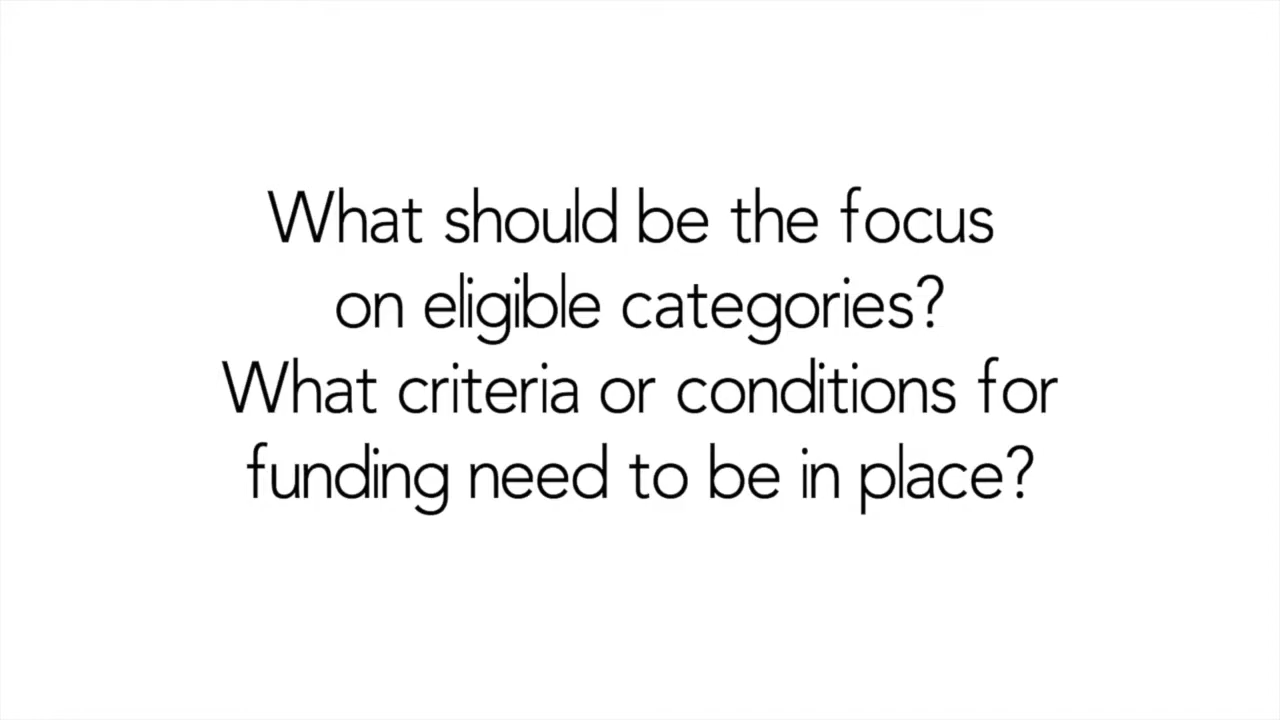 What should be the focus
on eligible categories?
What criteria or conditions for
funding need to be in place?